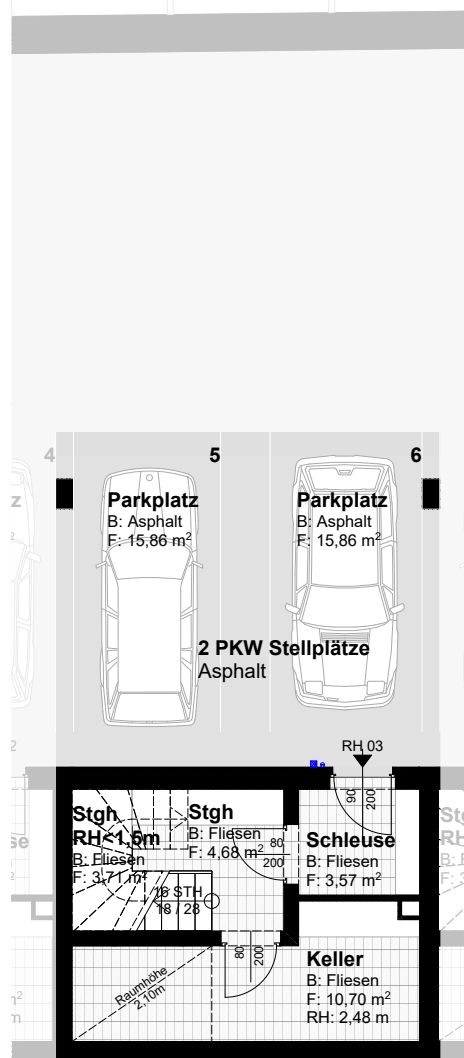 4
5
6
Parkplatz
B: Asphalt
F: 15,86 m²
Parkplatz
B: Asphalt
F: 15,86 m²
2 PKW Stellplätze
Asphalt
RH 03
90
200
Stgh
RH<1,5m
B: Fliesen
F: 3,71 m²
Stgh
B: Fliesen
F: 4,68 m²
80
200
Schleuse
B: Fliesen
F: 3,57 m²
16 STH
18 / 28
80
200
Raumhöhe
2,10m
Keller
B: Fliesen
F: 10,70 m²
RH: 2,48 m